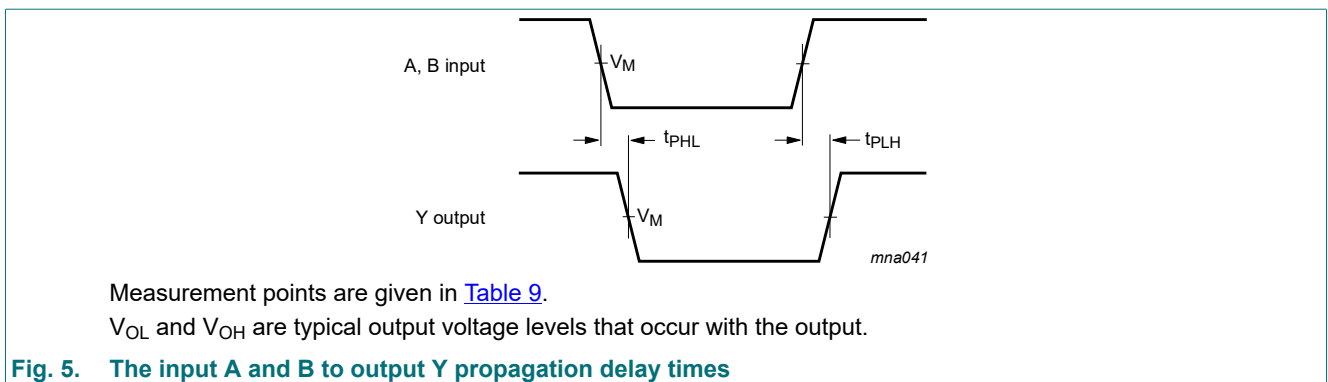 A, B input
VM
tPHL
tPLH
Y output
VM
mna041
Measurement points are given in Table 9.
VOL and VOH are typical output voltage levels that occur with the output.
Fig. 5. The input A and B to output Y propagation delay times